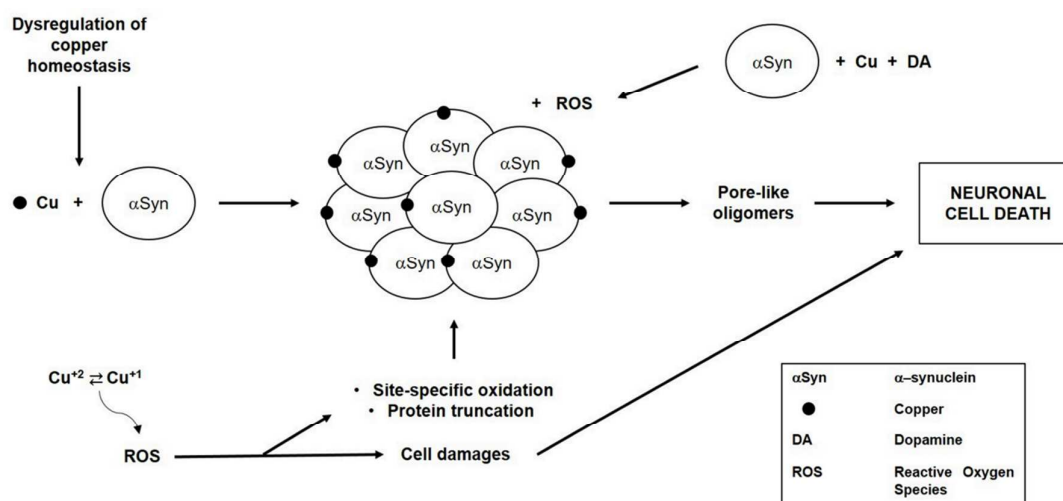 Dysregulation of
copper
homeostasis
αSyn
+ Cu + DA
+ ROS
αSyn
αSyn
αSyn
Cu +
αSyn
αSyn
αSyn
αSyn
αSyn
αSyn
Pore-like
oligomers
NEURONAL
CELL DEATH
Cu+2 ⇄ Cu+1
• Site-specific oxidation
• Protein truncation
ROS
Cell damages
αSyn α–synuclein
Copper
DA Dopamine
ROS Reactive Oxygen
Species